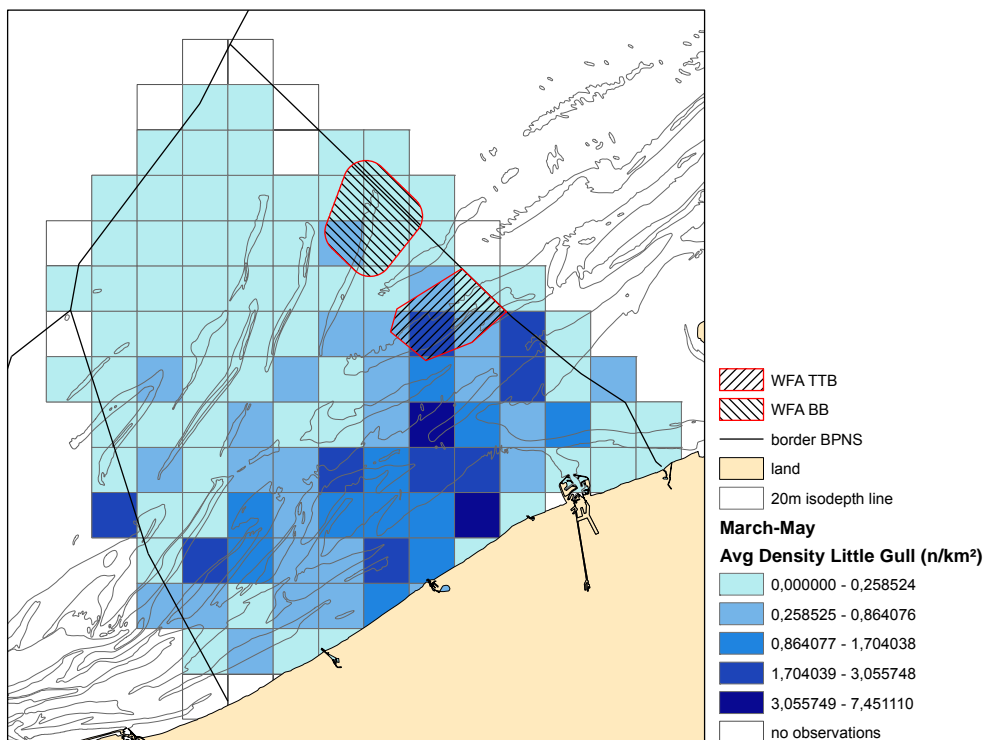 WFA TTB
WFA BB
border BPNS
land
20m isodepth line
March-May
Avg Density Little Gull (n/km²)
0,000000 - 0,258524
0,258525 - 0,864076
0,864077 - 1,704038
1,704039 - 3,055748
3,055749 - 7,451110
no observations